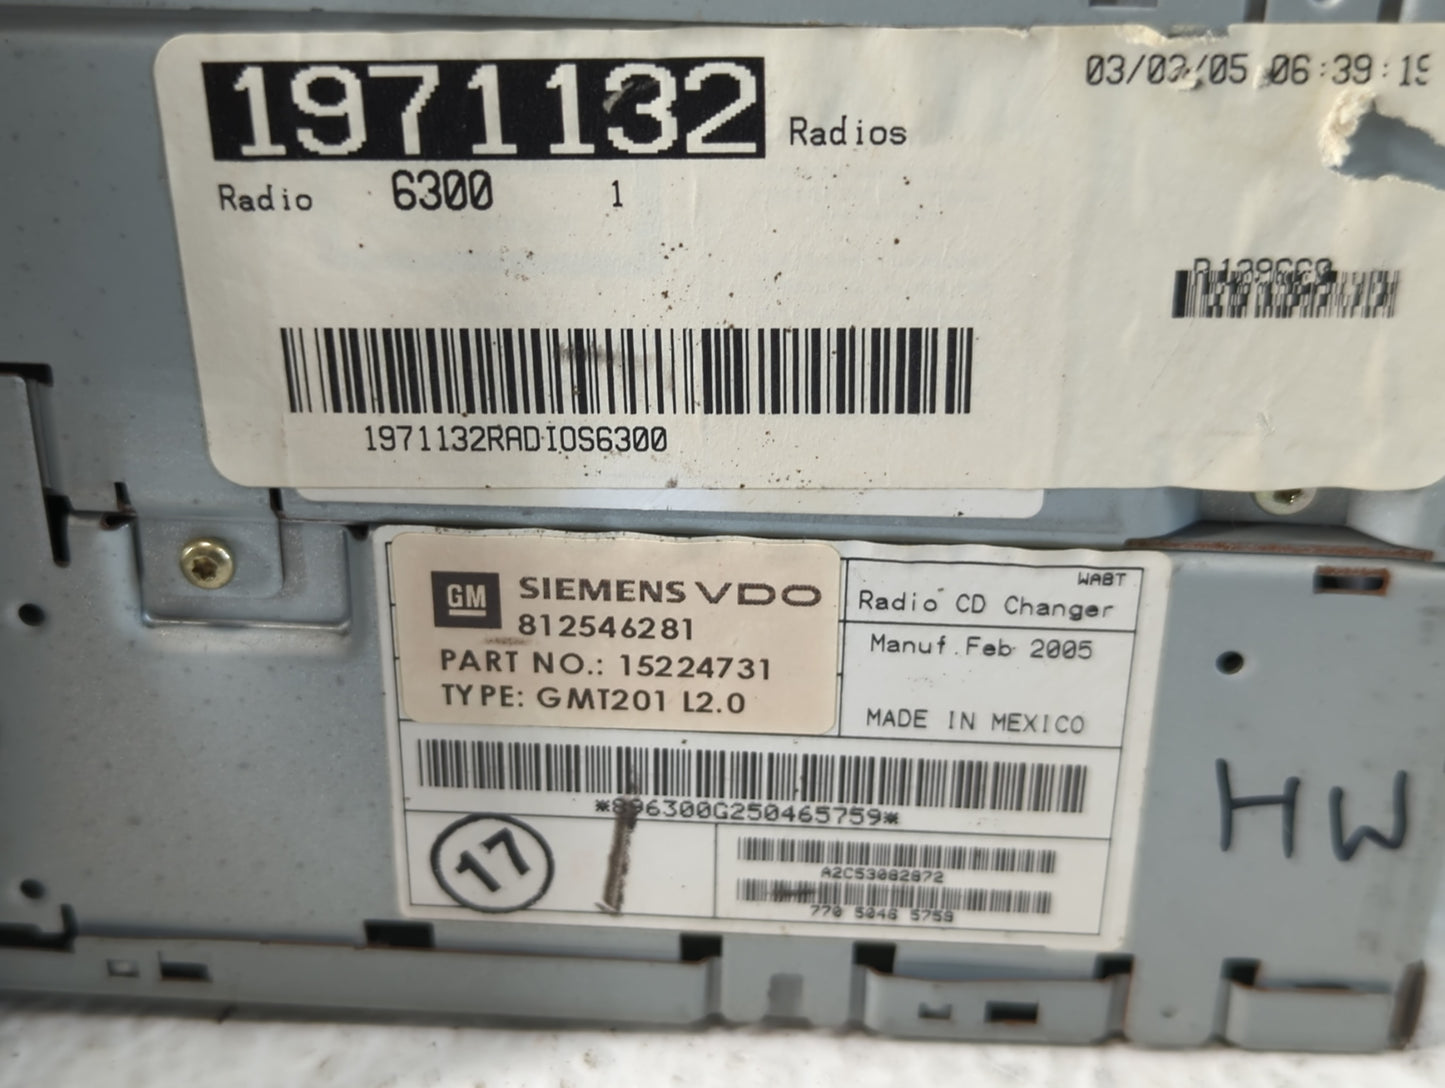 1971132 Radios
03/03/05 06:39:19
Radio 6300 1
1971132RADIOS6300
GM SIEMENS VDO
812546281
PART NO.: 15224731
TYPE: GMT201 L2.0
WABT
Radio CD Changer
Manuf. Feb 2005
MADE IN MEXICO
*896300G250465759*
17
A2C53082872
770 5046 5759
HW